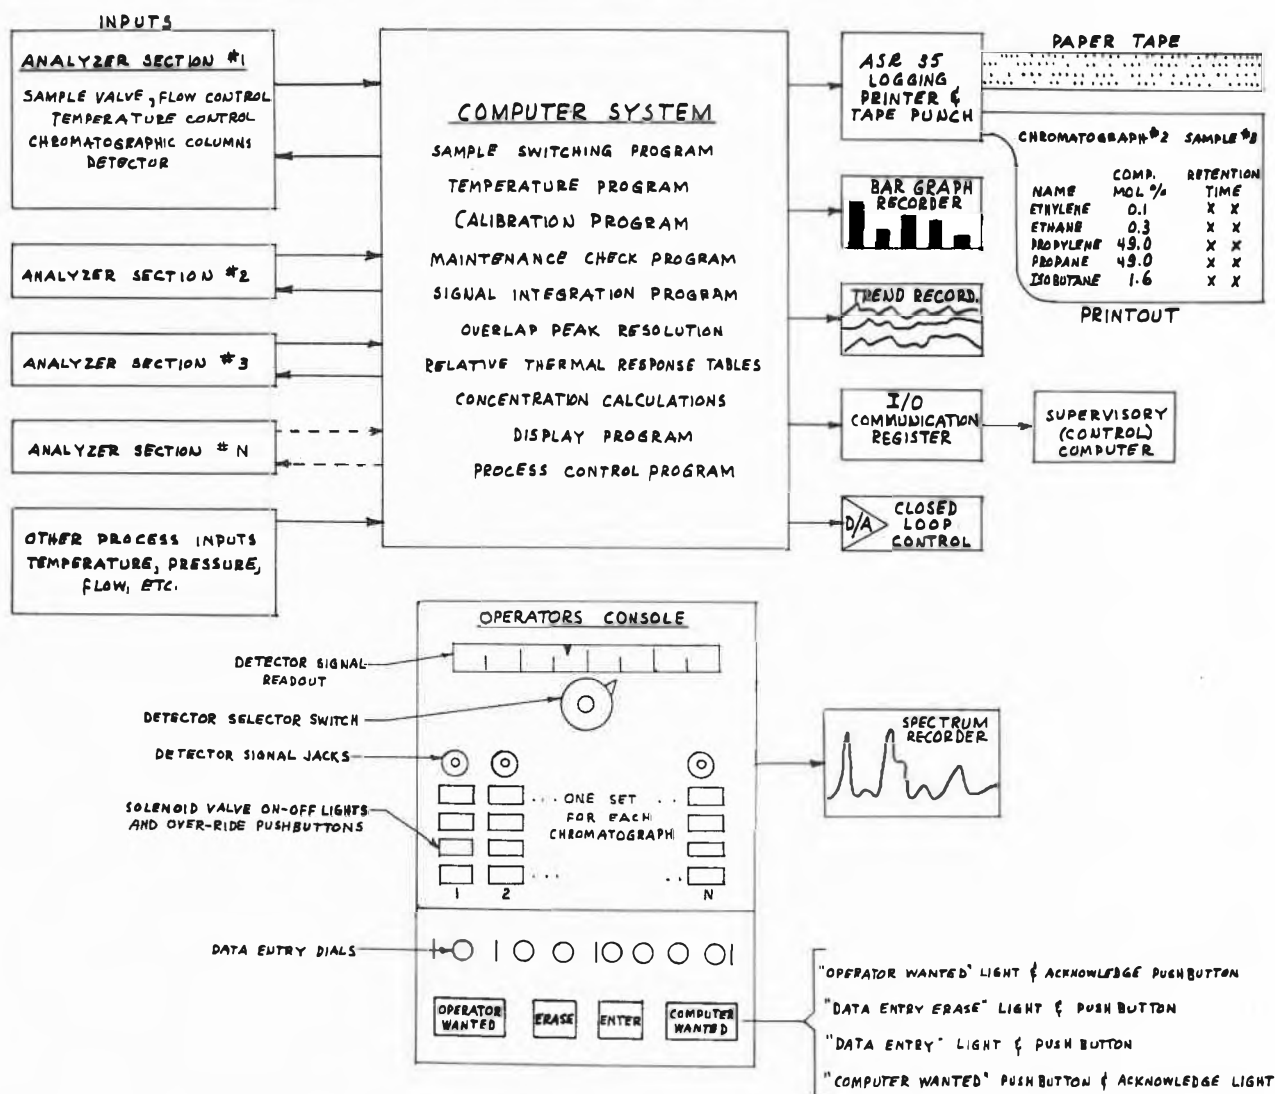 INPUTS
ANALYZER SECTION #1
SAMPLE VALVE, FLOW CONTROL
TEMPERATURE CONTROL
CHROMATOGRAPHIC COLUMNS
DETECTOR
ANALYZER SECTION #2
ANALYZER SECTION #3
ANALYZER SECTION # N
OTHER PROCESS INPUTS
TEMPERATURE, PRESSURE,
FLOW, ETC.
COMPUTER SYSTEM
SAMPLE SWITCHING PROGRAM
TEMPERATURE PROGRAM
CALIBRATION PROGRAM
MAINTENANCE CHECK PROGRAM
SIGNAL INTEGRATION PROGRAM
OVERLAP PEAK RESOLUTION
RELATIVE THERMAL RESPONSE TABLES
CONCENTRATION CALCULATIONS
DISPLAY PROGRAM
PROCESS CONTROL PROGRAM
ASR 35
LOGGING
PRINTER &
TAPE PUNCH
PAPER TAPE
CHROMATOGRAPH #2 SAMPLE #8
COMP. RETENTION
NAME MOL % TIME
ETHYLENE 0.1 X X
ETHANE 0.3 X X
PROPYLENE 49.0 X X
PROPANE 49.0 X X
ISOBUTANE 1.6 X X
PRINTOUT
BAR GRAPH
RECORDER
TREND RECORD.
I/O
COMMUNICATION
REGISTER
SUPERVISORY
(CONTROL)
COMPUTER
D/A
CLOSED
LOOP
CONTROL
OPERATORS CONSOLE
DETECTOR SIGNAL
READOUT
DETECTOR SELECTOR SWITCH
DETECTOR SIGNAL JACKS
SOLENOID VALVE ON-OFF LIGHTS
AND OVER-RIDE PUSHBUTTONS
... ONE SET ..
FOR EACH
CHROMATOGRAPH
... ..
1 2 N
SPECTRUM
RECORDER
DATA ENTRY DIALS
OPERATOR
WANTED
ERASE
ENTER
COMPUTER
WANTED
"OPERATOR WANTED" LIGHT & ACKNOWLEDGE PUSHBUTTON
"DATA ENTRY ERASE" LIGHT & PUSH BUTTON
"DATA ENTRY" LIGHT & PUSH BUTTON
"COMPUTER WANTED" PUSHBUTTON & ACKNOWLEDGE LIGHT